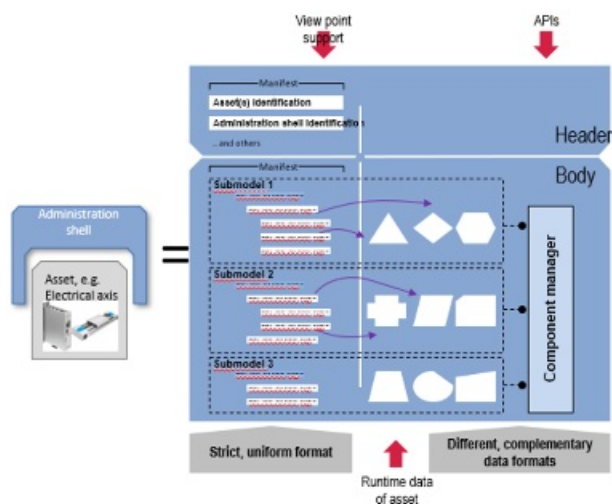 View point
support
APIs
Manifest
Asset(s) identification
Administration shell identification
... and others
Header
Manifest
Body
Submodel 1
Administration
shell
=
Asset, e.g.
Electrical axis
Submodel 2
Component manager
Submodel 3
Strict, uniform format
Different, complementary
data formats
Runtime data
of asset